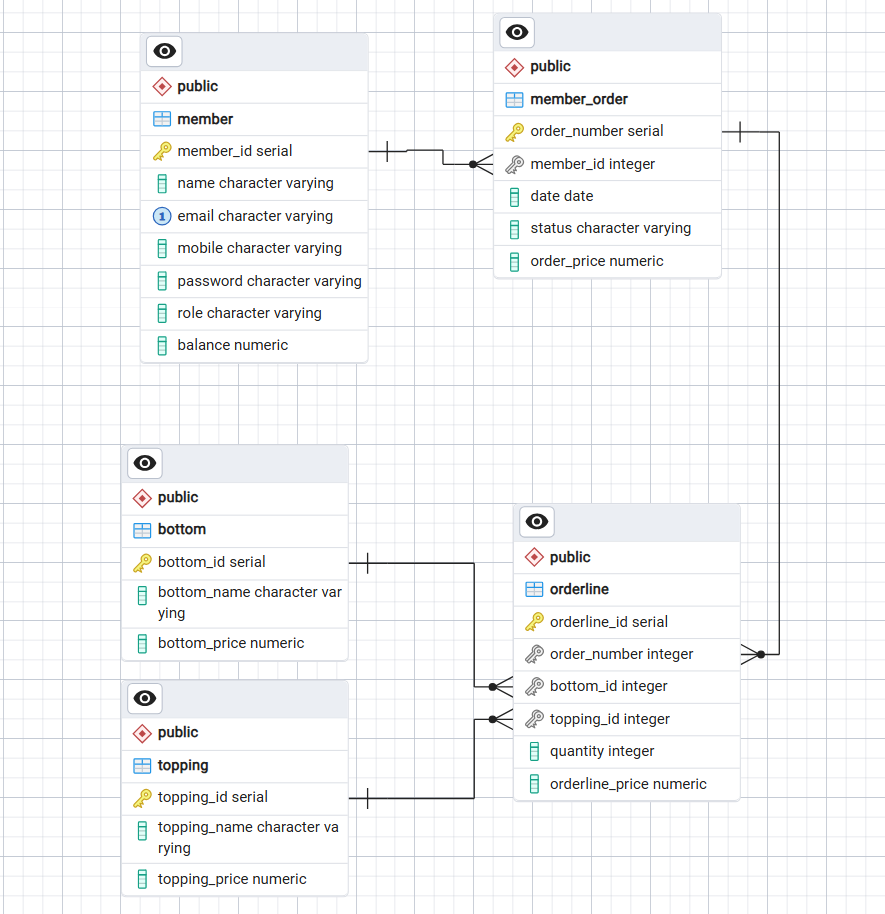 public
member
member_id serial
name character varying
1 email character varying
mobile character varying
password character varying
role character varying
balance numeric
public
member_order
order_number serial
member_id integer
date date
status character varying
order_price numeric
public
bottom
bottom_id serial
bottom_name character var
ying
bottom_price numeric
public
topping
topping_id serial
topping_name character va
rying
topping_price numeric
public
orderline
orderline_id serial
order_number integer
bottom_id integer
topping_id integer
quantity integer
orderline_price numeric